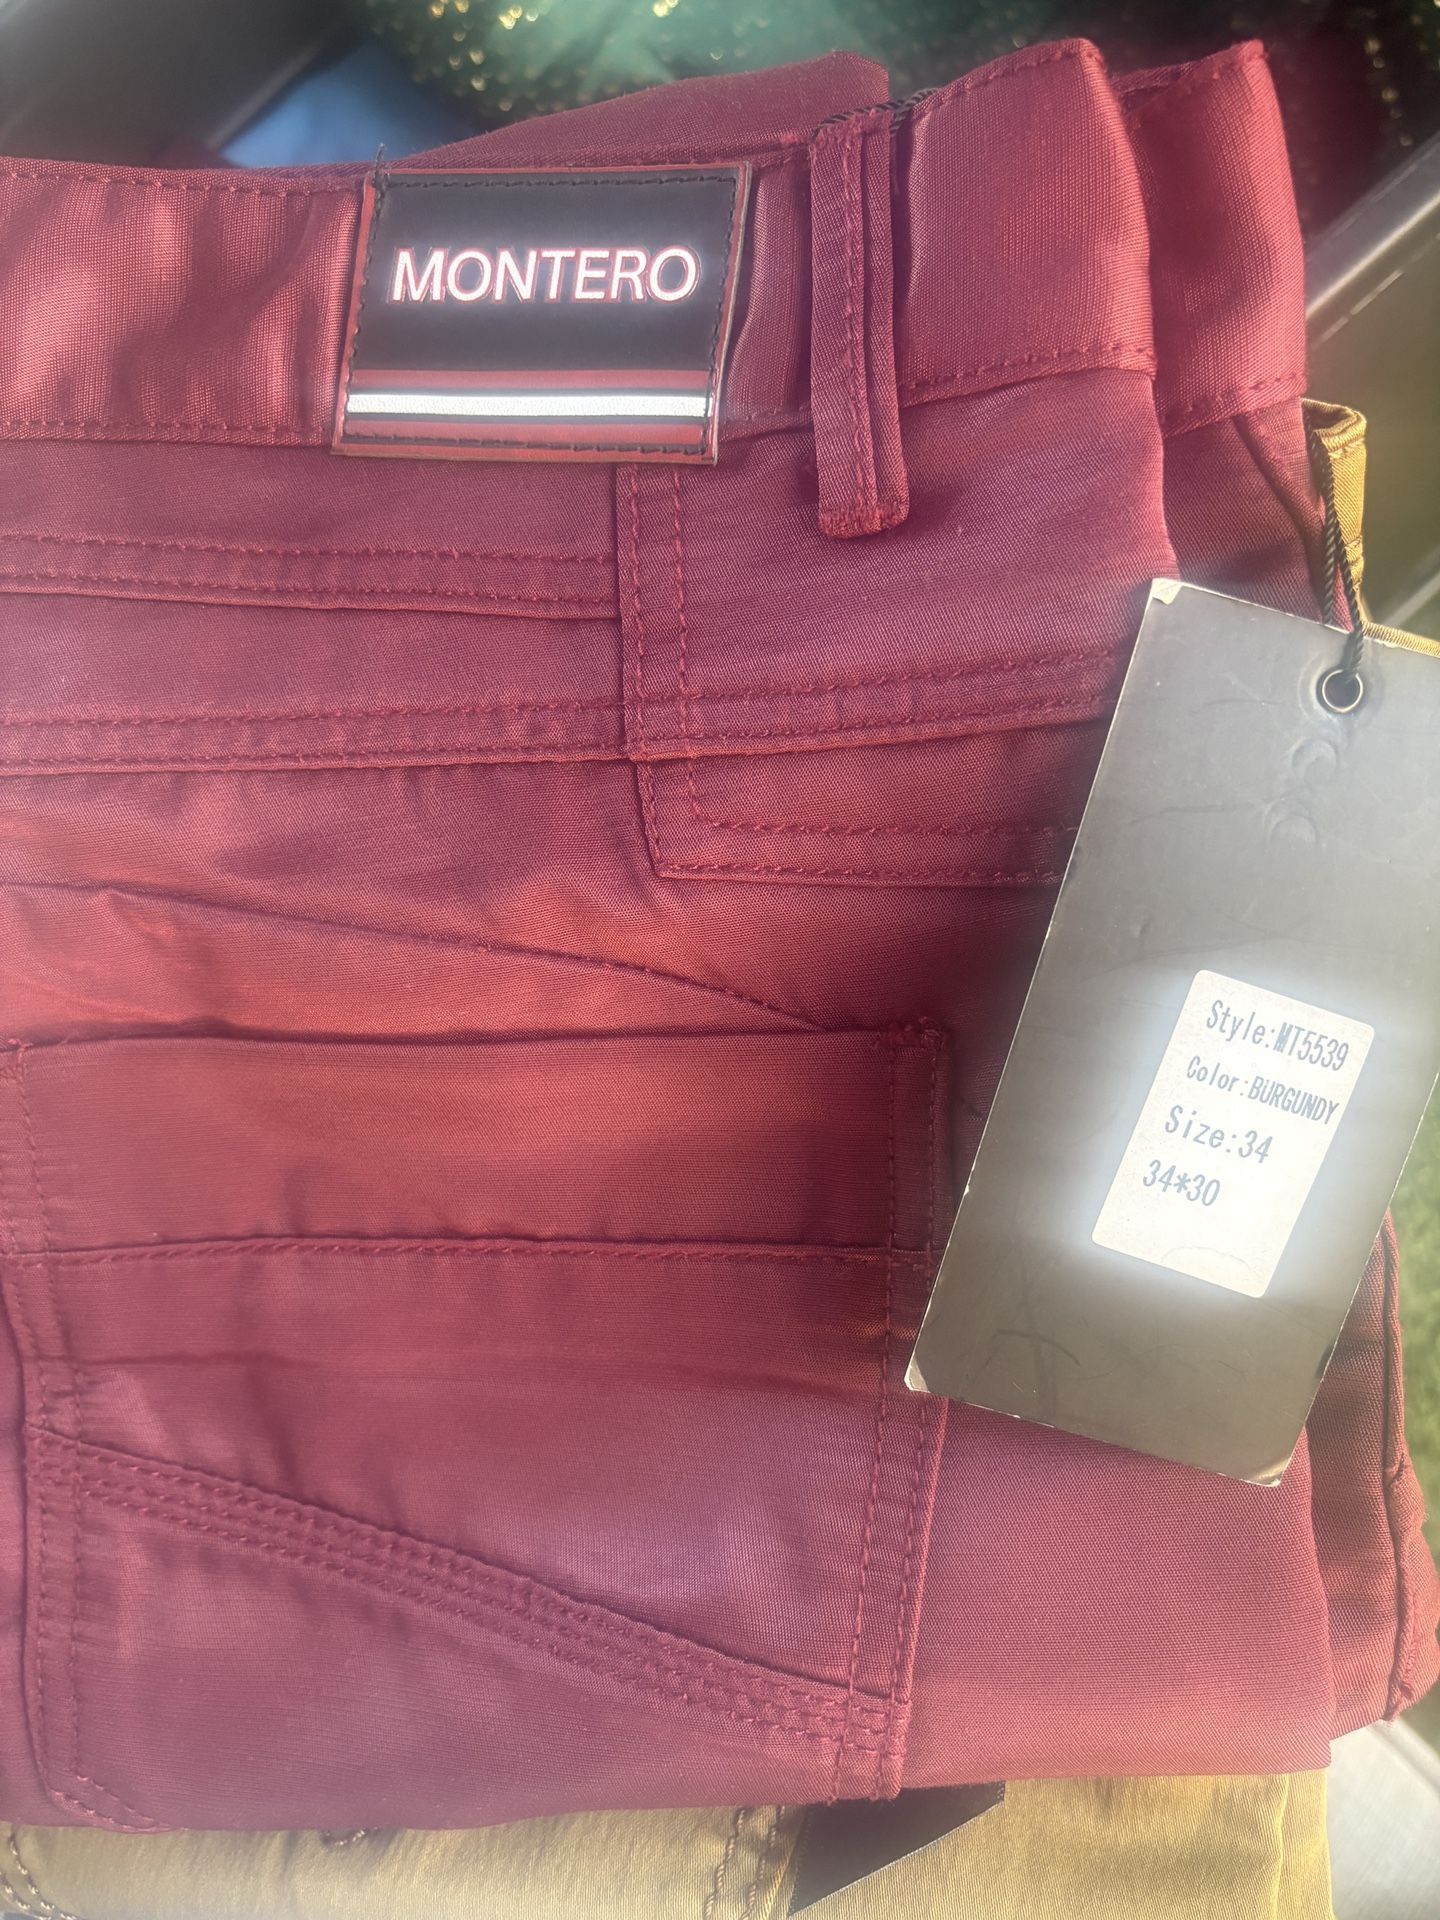 MONTERO
Style:MT5539
Color:BURGUNDY
Size:34
34*30